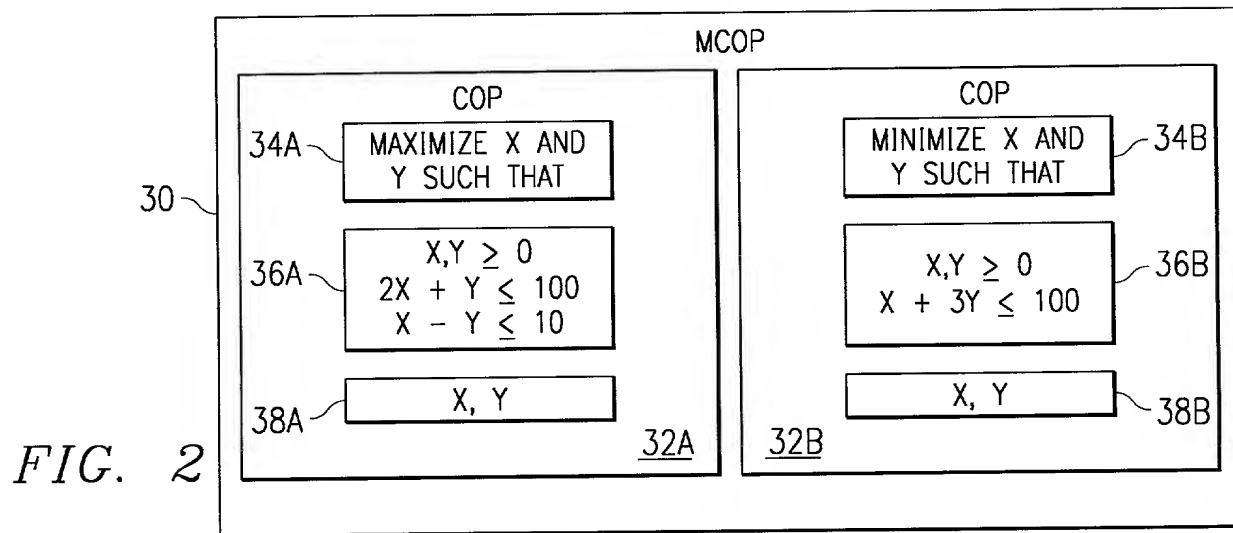 MCOP
COP
34A
MAXIMIZE X AND
Y SUCH THAT
30
36A
X,Y ≥ 0
2X + Y ≤ 100
X − Y ≤ 10
38A
X, Y
32A
COP
MINIMIZE X AND
Y SUCH THAT
34B
X,Y ≥ 0
X + 3Y ≤ 100
36B
X, Y
38B
32B
FIG. 2